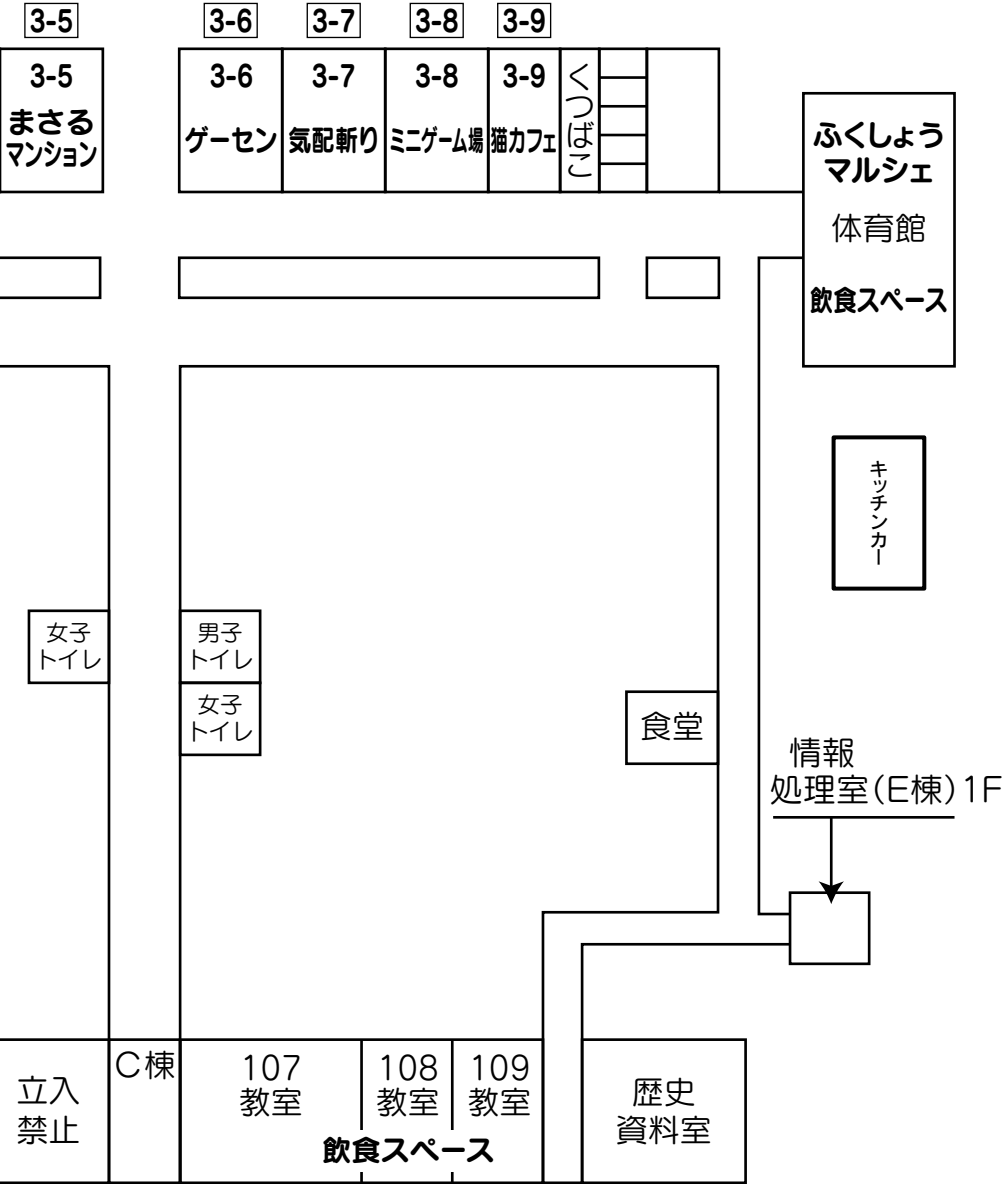 3-5
3-6
3-7
3-8
3-9
3-5
まさる
マンション
3-6
ゲーセン
3-7
気配斬り
3-8
ミニゲーム場
3-9
猫カフェ
くつばこ
ふくしょう
マルシェ
体育館
飲食スペース
キッチンカー
女子
トイレ
男子
トイレ
女子
トイレ
食堂
情報
処理室(E棟)1F
立入
禁止
C棟
107
教室
108
教室
109
教室
飲食スペース
歴史
資料室